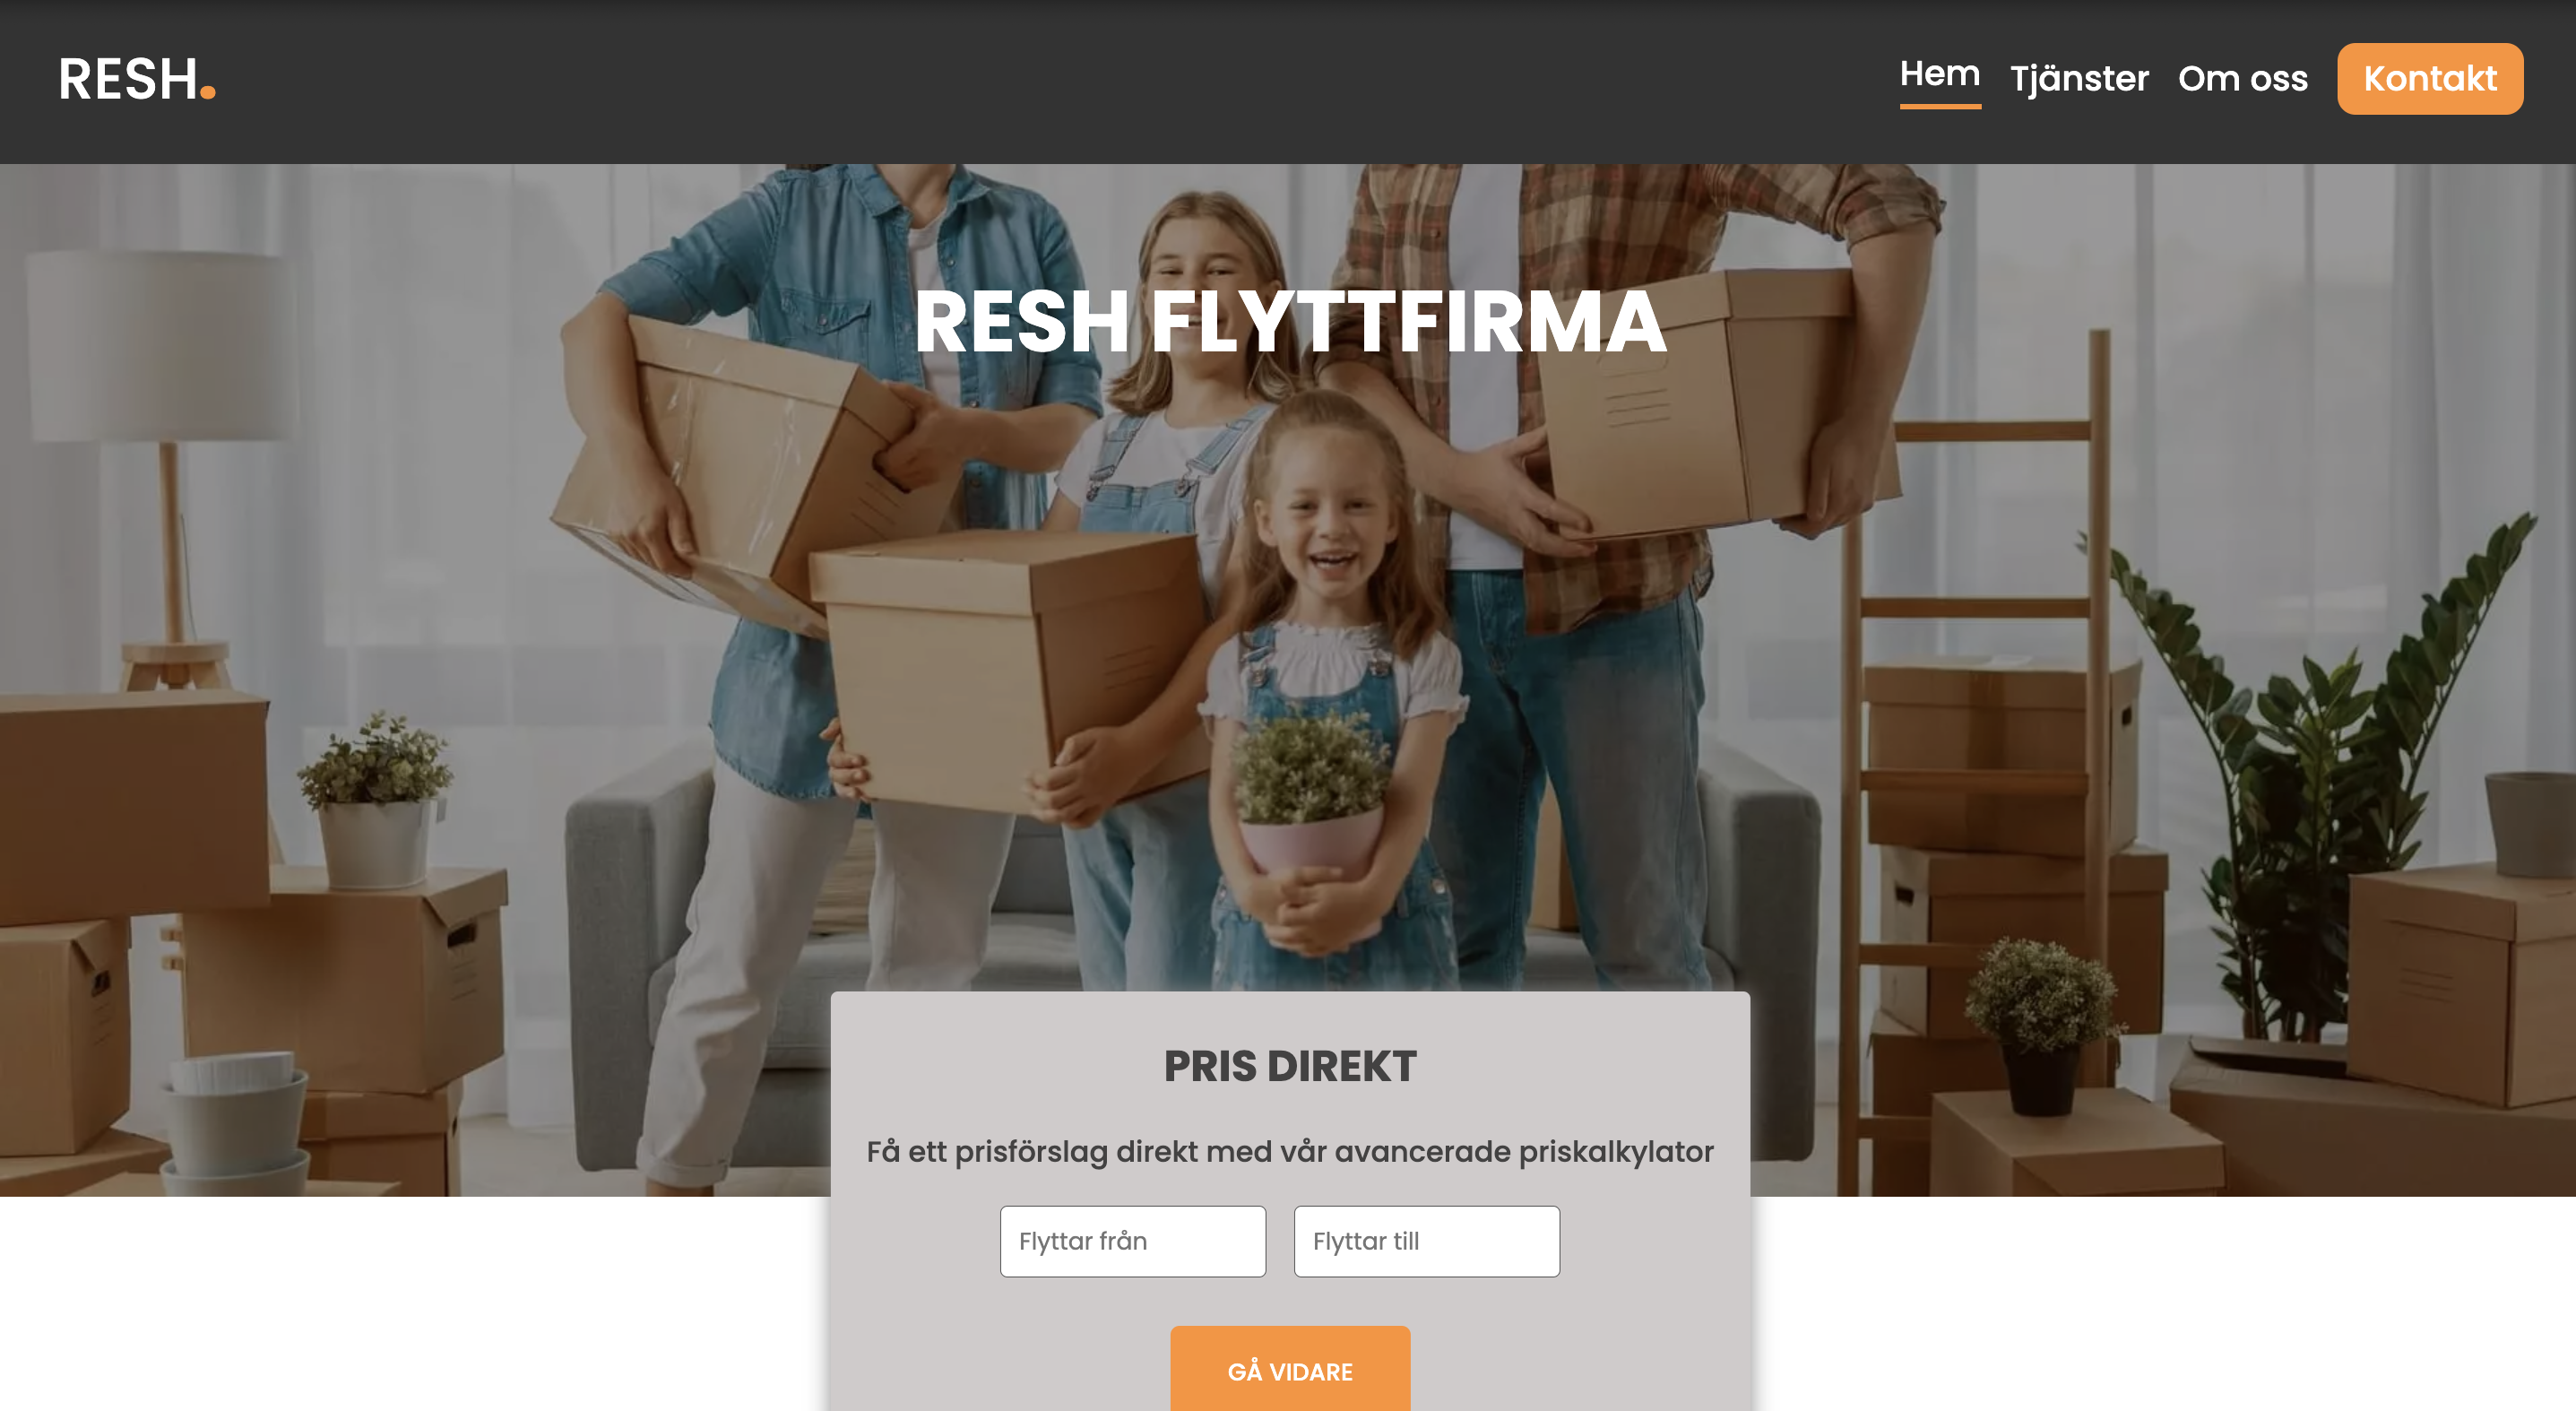 RESH.
Hem Tjänster Om oss Kontakt
RESH FLYTTFIRMA
PRIS DIREKT
Få ett prisförslag direkt med vår avancerade priskalkylator
Flyttar från Flyttar till
GÅ VIDARE